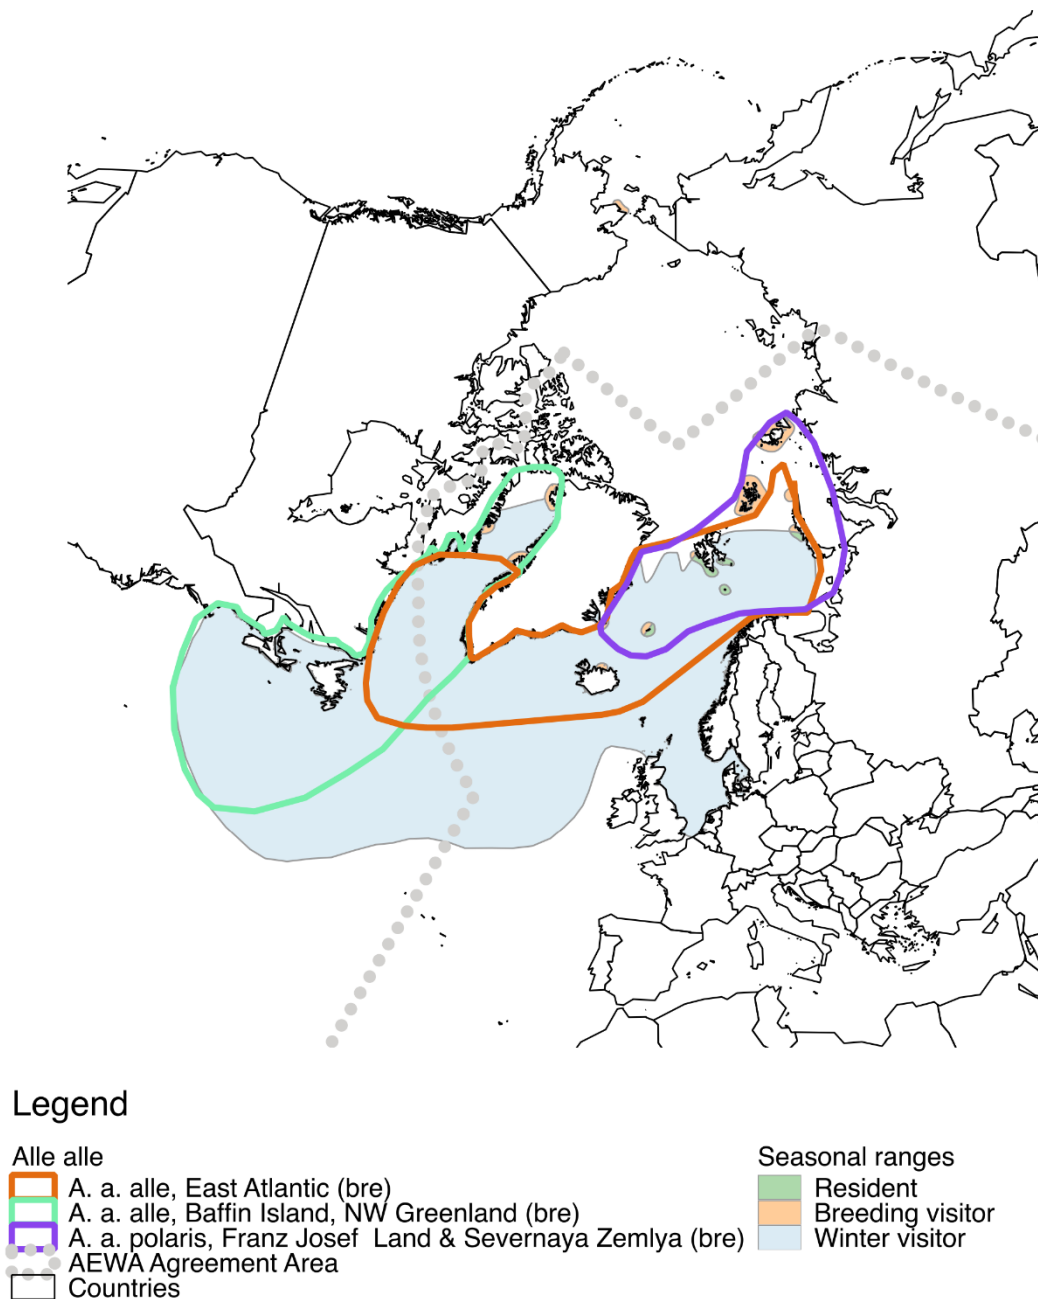 Legend
Alle alle
A. a. alle, East Atlantic (bre)
A. a. alle, Baffin Island, NW Greenland (bre)
A. a. polaris, Franz Josef  Land & Severnaya Zemlya (bre)
AEWA Agreement Area
Countries
Seasonal ranges
Resident
Breeding visitor
Winter visitor